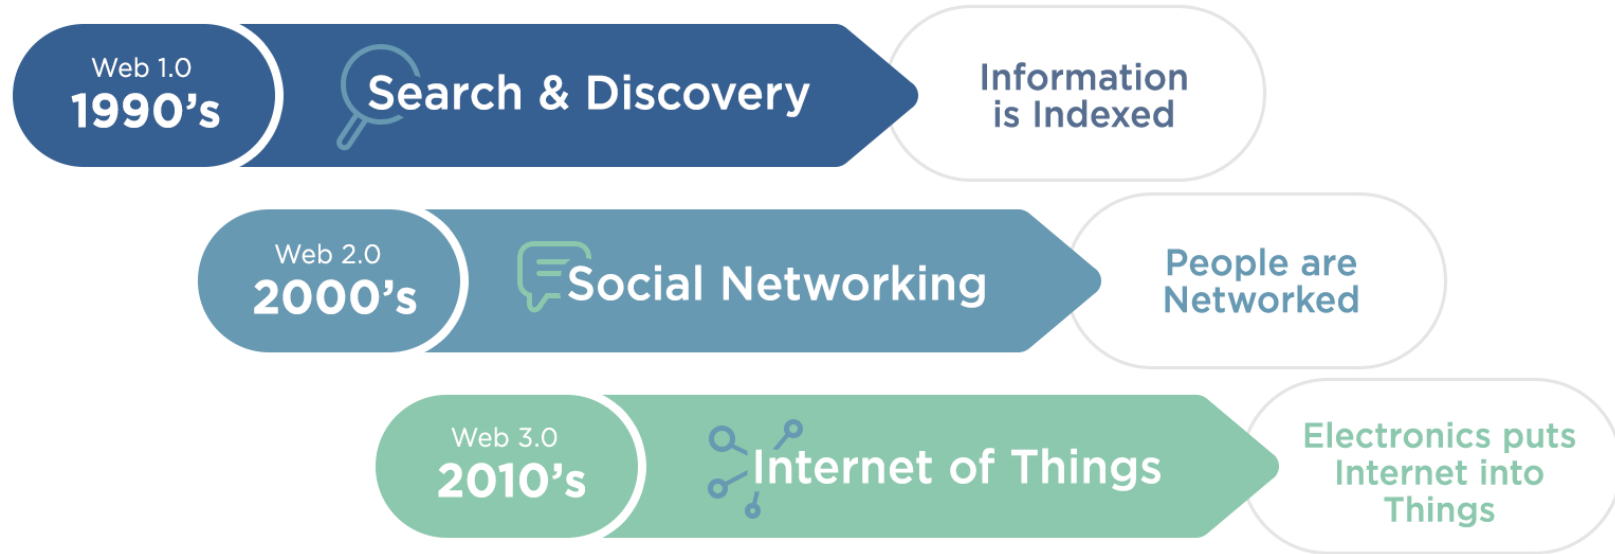 Web 1.0
1990’s
Search & Discovery
Information
is Indexed
Web 2.0
2000’s
Social Networking
People are
Networked
Web 3.0
2010’s
Internet of Things
Electronics puts
Internet into
Things